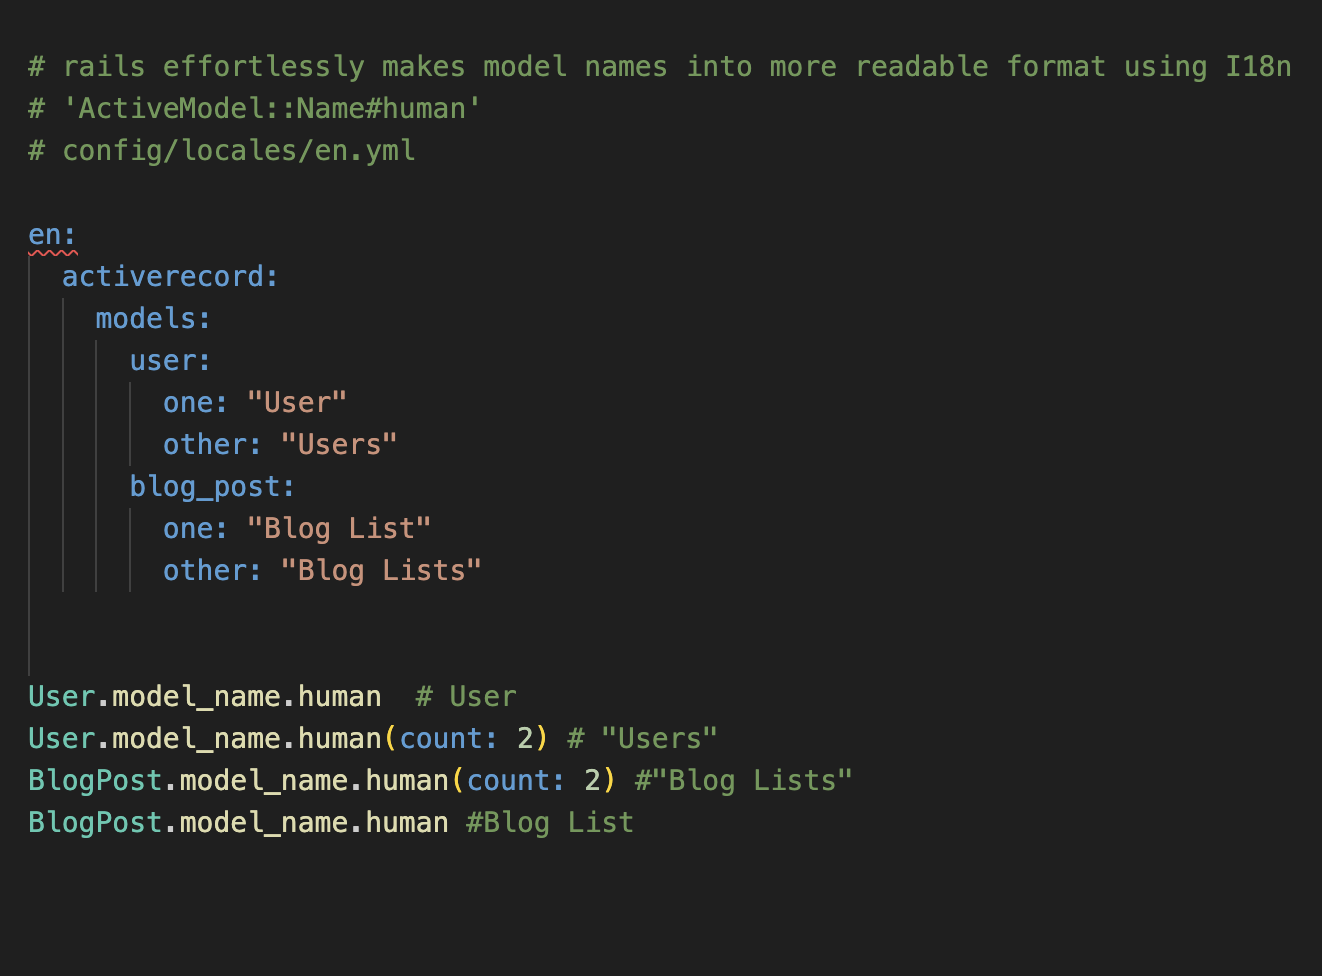 # rails effortlessly makes model names into more readable format using I18n
# 'ActiveModel::Name#human'
# config/locales/en.yml
en:
  activerecord:
    models:
      user:
        one: "User"
        other: "Users"
      blog_post:
        one: "Blog List"
        other: "Blog Lists"
User.model_name.human  # User
User.model_name.human(count: 2) # "Users"
BlogPost.model_name.human(count: 2) #"Blog Lists"
BlogPost.model_name.human #Blog List